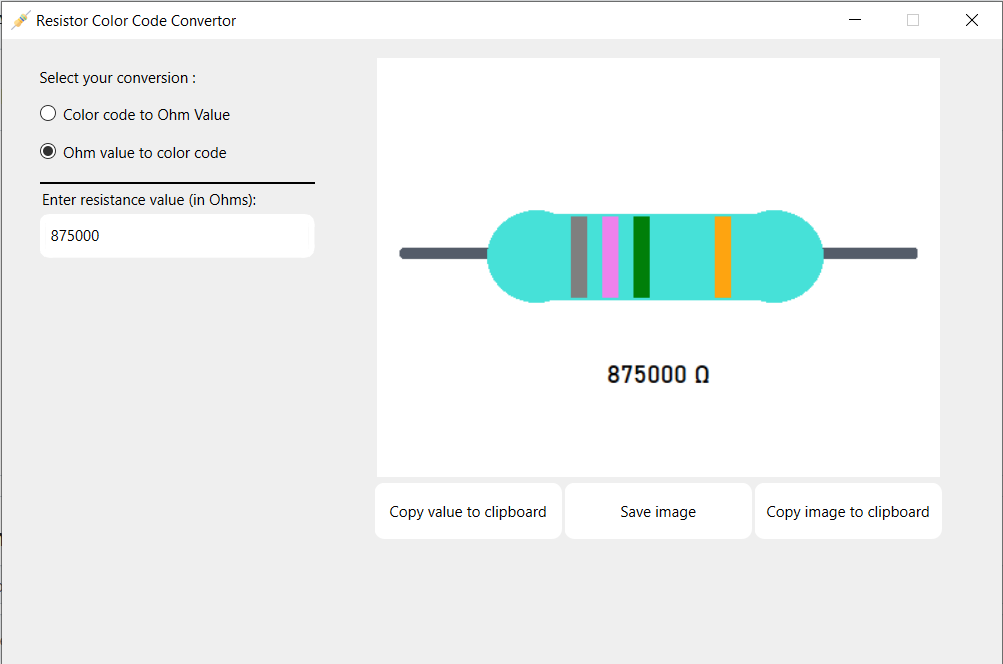 Resistor Color Code Convertor
Select your conversion :
Color code to Ohm Value
Ohm value to color code
Enter resistance value (in Ohms):
875000
875000 Ω
Copy value to clipboard
Save image
Copy image to clipboard